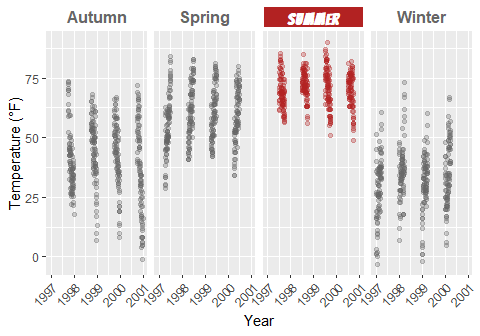 Autumn Spring SUMMER Winter
Temperature (°F)
75
50
25
0
1997 1998 1999 2000 2001 1997 1998 1999 2000 2001 1997 1998 1999 2000 2001 1997 1998 1999 2000 2001
Year